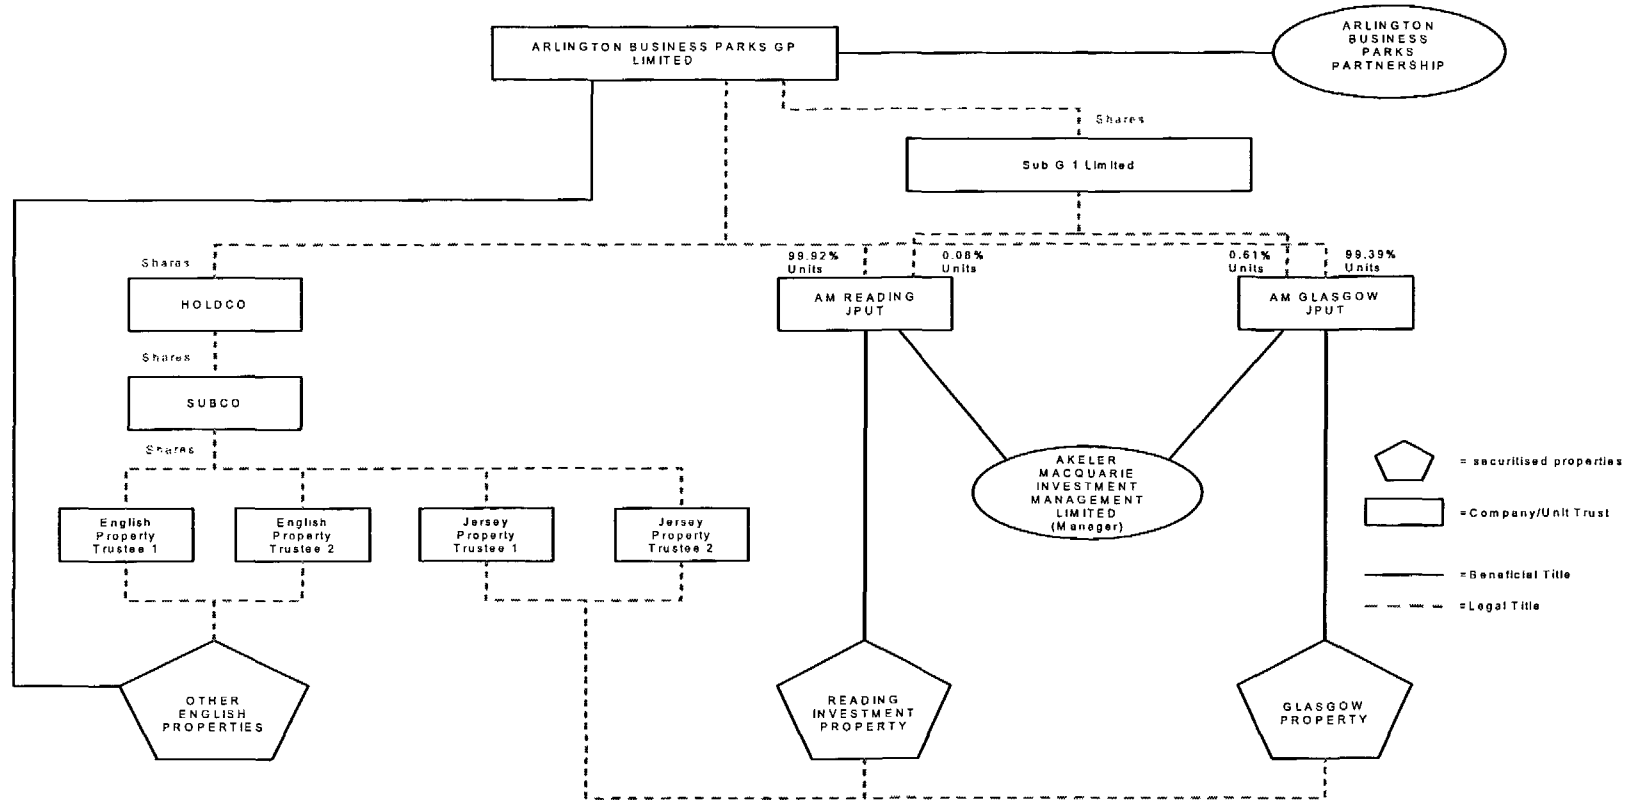 ARLINGTON BUSINESS PARKS GP
LIMITED
ARLINGTON
BUSINESS
PARKS
PARTNERSHIP
Shares
Sub G 1 Limited
Shares
HOLDCO
99.92%
Units
0.08%
Units
0.61%
Units
99.39%
Units
AM READING
JPUT
AM GLASGOW
JPUT
Shares
SUBCO
Shares
English
Property
Trustee 1
English
Property
Trustee 2
Jersey
Property
Trustee 1
Jersey
Property
Trustee 2
AKELER
MACQUARIE
INVESTMENT
MANAGEMENT
LIMITED
(Manager)
= securitised properties
=Company/Unit Trust
=Beneficial Title
=Legal Title
OTHER
ENGLISH
PROPERTIES
READING
INVESTMENT
PROPERTY
GLASGOW
PROPERTY